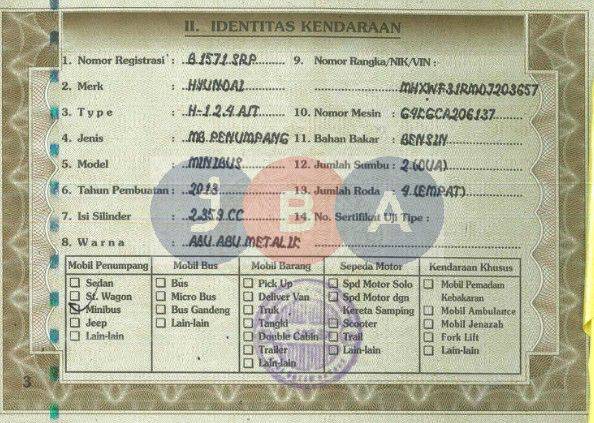 II. IDENTITAS KENDARAAN
1. Nomor Registrasi : B 1571 SRP
2. Merk : HYUNDAI
3. Type : H-1 2.4 A/T
4. Jenis : MB. PENUMPANG
5. Model : MINIBUS
6. Tahun Pembuatan : 2013
7. Isi Silinder : 2.359 CC
8. Warna : ABU ABU METALIK
9. Nomor Rangka/NIK/VIN :
10. Nomor Mesin : G4KGCA206137
11. Bahan Bakar : BENSIN
12. Jumlah Sumbu : 2 (DUA)
13. Jumlah Roda : 4 (EMPAT)
14. No. Sertifikat Uji Tipe :
JBA
Mobil Penumpang
Sedan
St. Wagon
Minibus
Jeep
Lain-lain
Mobil Bus
Bus
Micro Bus
Bus Gandeng
Lain-lain
Mobil Barang
Pick Up
Deliver Van
Truk
Tangki
Double Cabin
Trailer
Lain-lain
Sepeda Motor
Spd Motor Solo
Spd Motor dgn
Kereta Samping
Scooter
Trail
Lain-lain
Kendaraan Khusus
Mobil Pemadam
Kebakaran
Mobil Ambulance
Mobil Jenazah
Fork Lift
Lain-lain
3